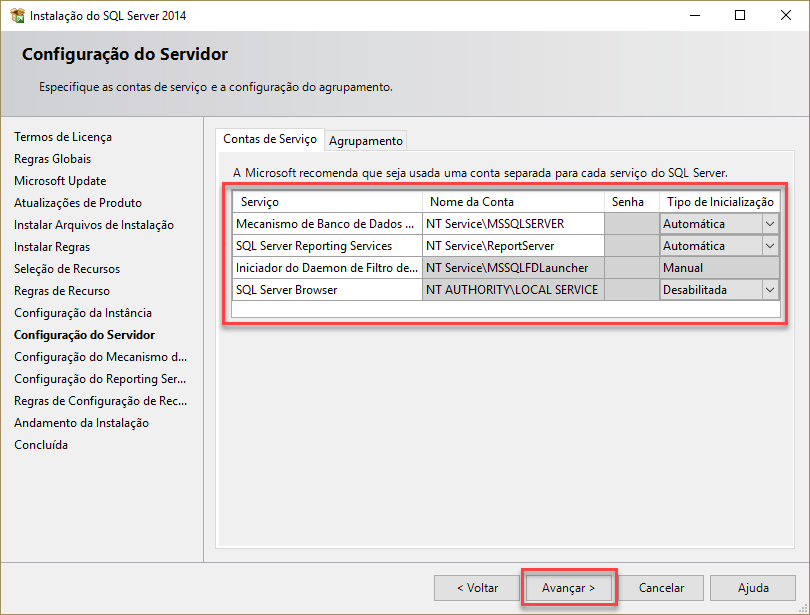 Instalação do SQL Server 2014
Configuração do Servidor
Especifique as contas de serviço e a configuração do agrupamento.
Termos de Licença
Regras Globais
Microsoft Update
Atualizações de Produto
Instalar Arquivos de Instalação
Instalar Regras
Seleção de Recursos
Regras de Recurso
Configuração da Instância
Configuração do Servidor
Configuração do Mecanismo d...
Configuração do Reporting Ser...
Regras de Configuração de Rec...
Andamento da Instalação
Concluída
Contas de Serviço Agrupamento
A Microsoft recomenda que seja usada uma conta separada para cada serviço do SQL Server.
Serviço Nome da Conta Senha Tipo de Inicialização
Mecanismo de Banco de Dados ... NT Service\MSSQLSERVER Automática
SQL Server Reporting Services NT Service\ReportServer Automática
Iniciador do Daemon de Filtro de... NT Service\MSSQLFDLauncher Manual
SQL Server Browser NT AUTHORITY\LOCAL SERVICE Desabilitada
< Voltar Avançar > Cancelar Ajuda